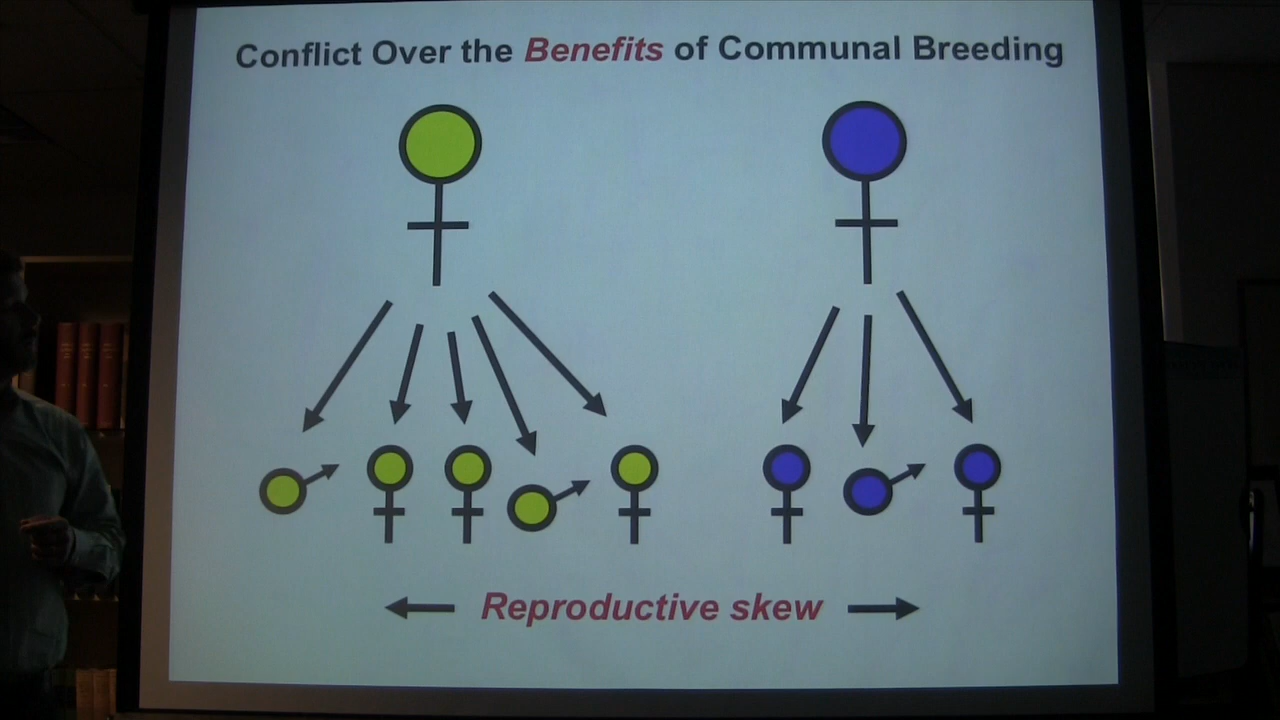 Conflict Over the Benefits of Communal Breeding
Reproductive skew